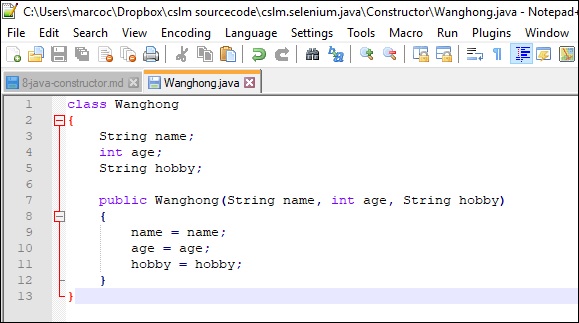 C:\Users\marcoc\Dropbox\cslm sourcecode\cslm.selenium.java\Constructor\Wanghong.java - Notepad+
File Edit Search View Encoding Language Settings Tools Macro Run Plugins Window
8-java-constructor.md Wanghong.java
1 class Wanghong
2 {
3 String name;
4 int age;
5 String hobby;
6
7 public Wanghong(String name, int age, String hobby)
8 {
9 name = name;
10 age = age;
11 hobby = hobby;
12 }
13 }